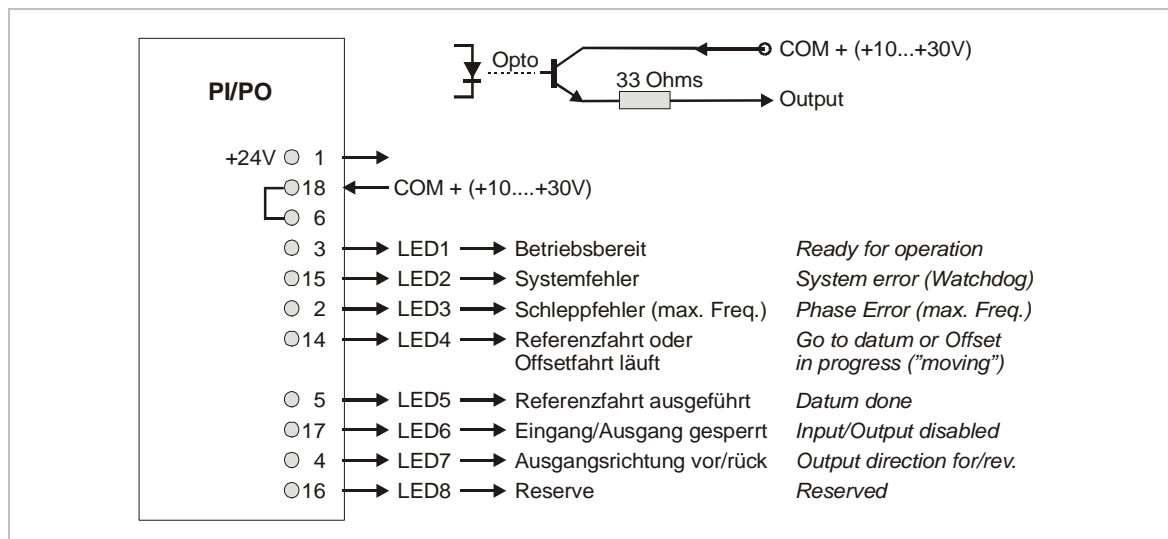 COM + (+10...+30V)
Opto
33 Ohms
Output
PI/PO
+24V 1
18 COM + (+10....+30V)
6
3 LED1 Betriebsbereit Ready for operation
15 LED2 Systemfehler System error (Watchdog)
2 LED3 Schleppfehler (max. Freq.) Phase Error (max. Freq.)
14 LED4 Referenzfahrt oder Go to datum or Offset
Offsetfahrt läuft in progress ("moving")
5 LED5 Referenzfahrt ausgeführt Datum done
17 LED6 Eingang/Ausgang gesperrt Input/Output disabled
4 LED7 Ausgangsrichtung vor/rück Output direction for/rev.
16 LED8 Reserve Reserved